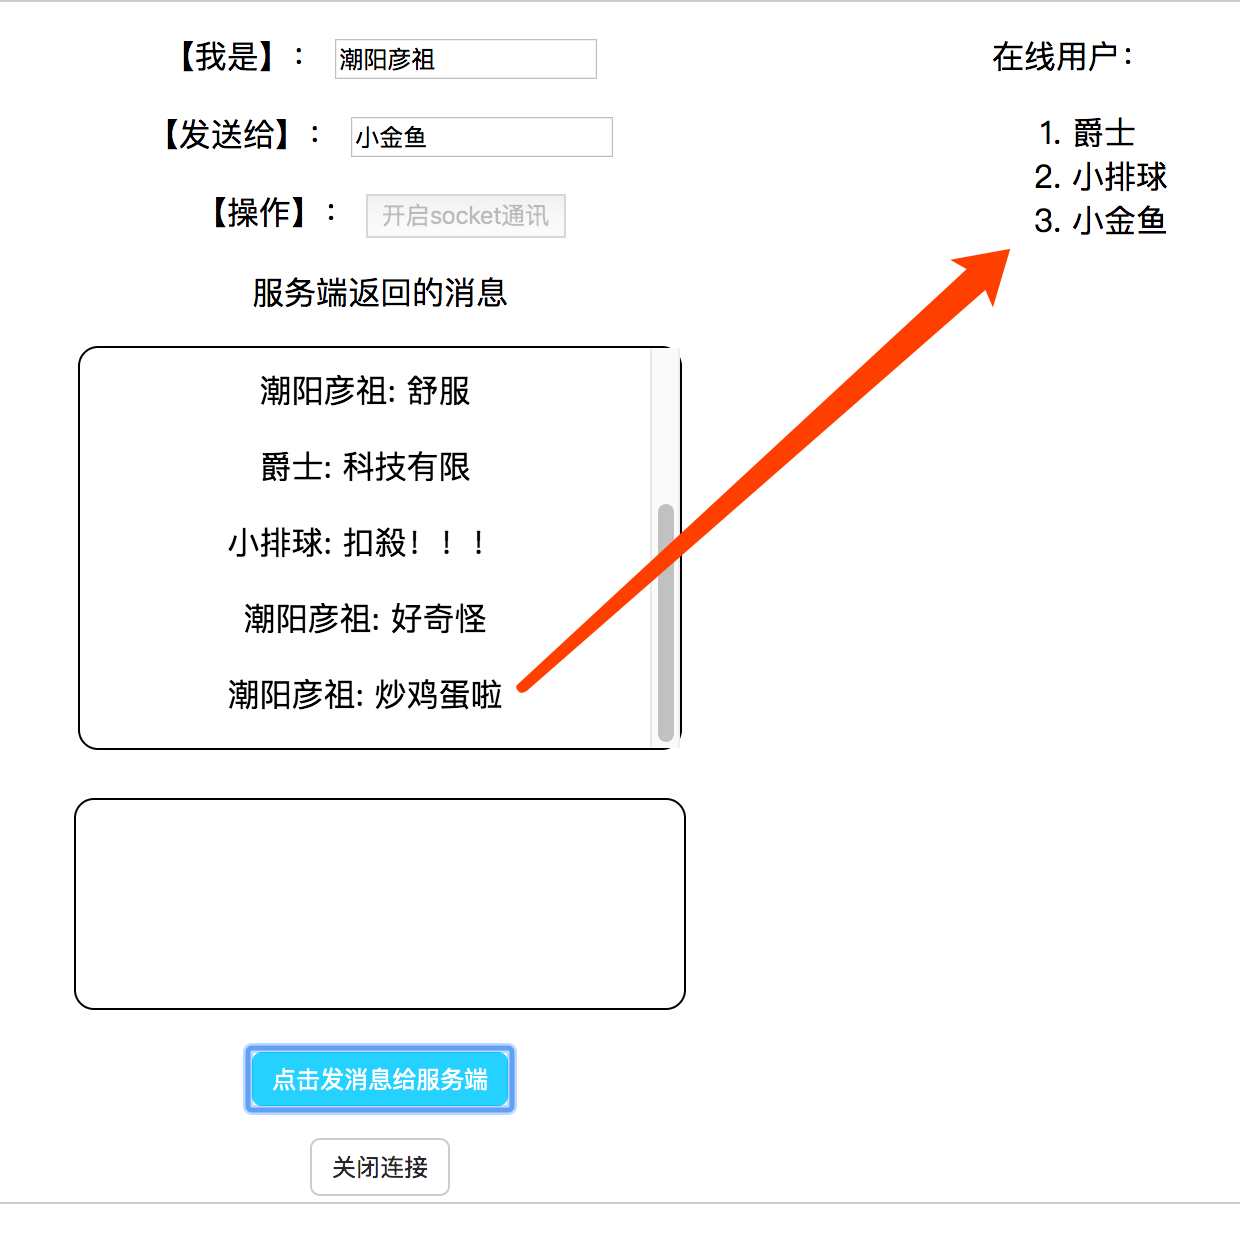 【我是】： 潮阳彦祖
【发送给】： 小金鱼
【操作】： 开启socket通讯
服务端返回的消息
潮阳彦祖: 舒服
爵士: 科技有限
小排球: 扣殺！！！
潮阳彦祖: 好奇怪
潮阳彦祖: 炒鸡蛋啦
点击发消息给服务端
关闭连接
在线用户：
1. 爵士
2. 小排球
3. 小金鱼